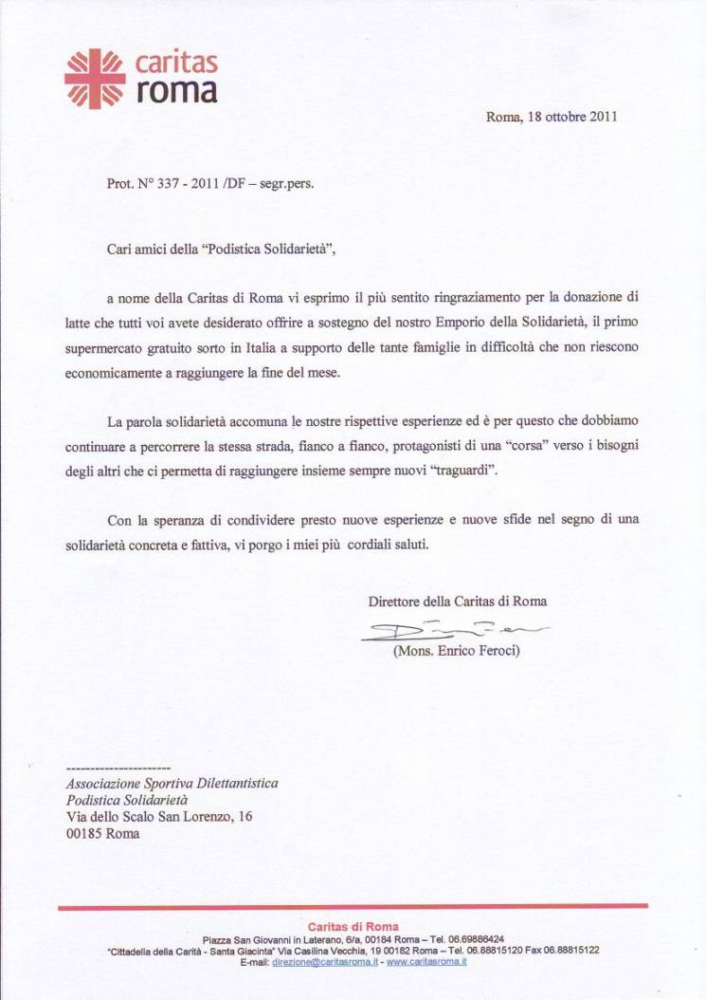 caritas
roma
Roma, 18 ottobre 2011
Prot. N° 337 - 2011 /DF – segr.pers.
Cari amici della “Podistica Solidarietà”,
a nome della Caritas di Roma vi esprimo il più sentito ringraziamento per la donazione di
latte che tutti voi avete desiderato offrire a sostegno del nostro Emporio della Solidarietà, il primo
supermercato gratuito sorto in Italia a supporto delle tante famiglie in difficoltà che non riescono
economicamente a raggiungere la fine del mese.
La parola solidarietà accomuna le nostre rispettive esperienze ed è per questo che dobbiamo
continuare a percorrere la stessa strada, fianco a fianco, protagonisti di una “corsa” verso i bisogni
degli altri che ci permetta di raggiungere insieme sempre nuovi “traguardi”.
Con la speranza di condividere presto nuove esperienze e nuove sfide nel segno di una
solidarietà concreta e fattiva, vi porgo i miei più cordiali saluti.
Direttore della Caritas di Roma
(Mons. Enrico Feroci)
----------------------
Associazione Sportiva Dilettantistica
Podistica Solidarietà
Via dello Scalo San Lorenzo, 16
00185 Roma
Caritas di Roma
Piazza San Giovanni in Laterano, 6/a, 00184 Roma – Tel. 06.69886424
“Cittadella della Carità - Santa Giacinta” Via Casilina Vecchia, 19 00182 Roma – Tel. 06.88815120 Fax 06.88815122
E-mail: direzione@caritasroma.it - www.caritasroma.it